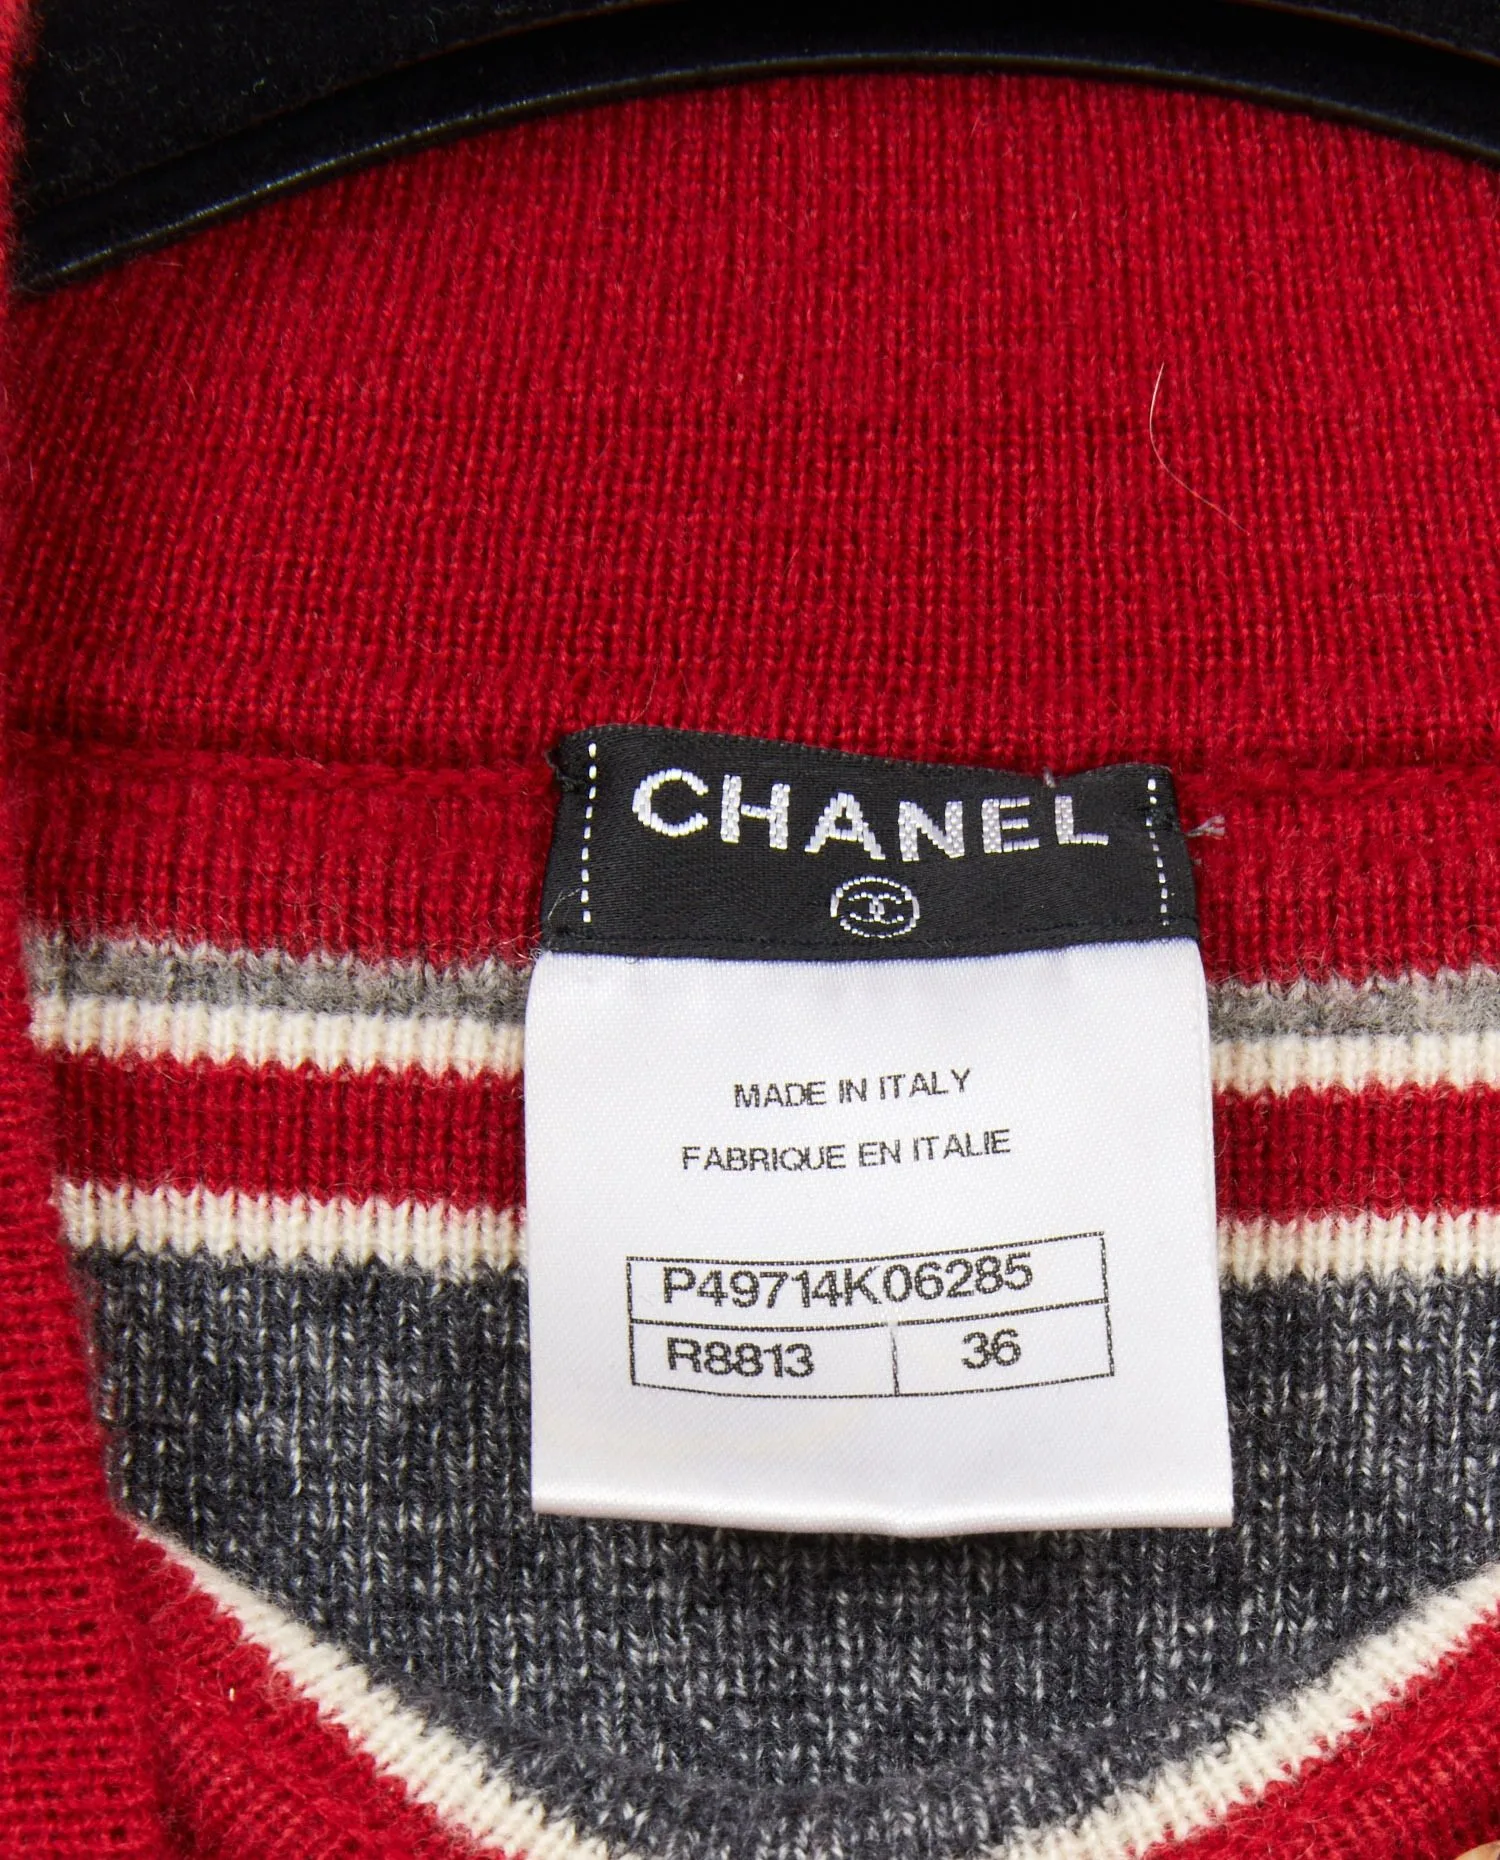 CHANEL
MADE IN ITALY
FABRIQUE EN ITALIE
P49714K06285
R8813 36